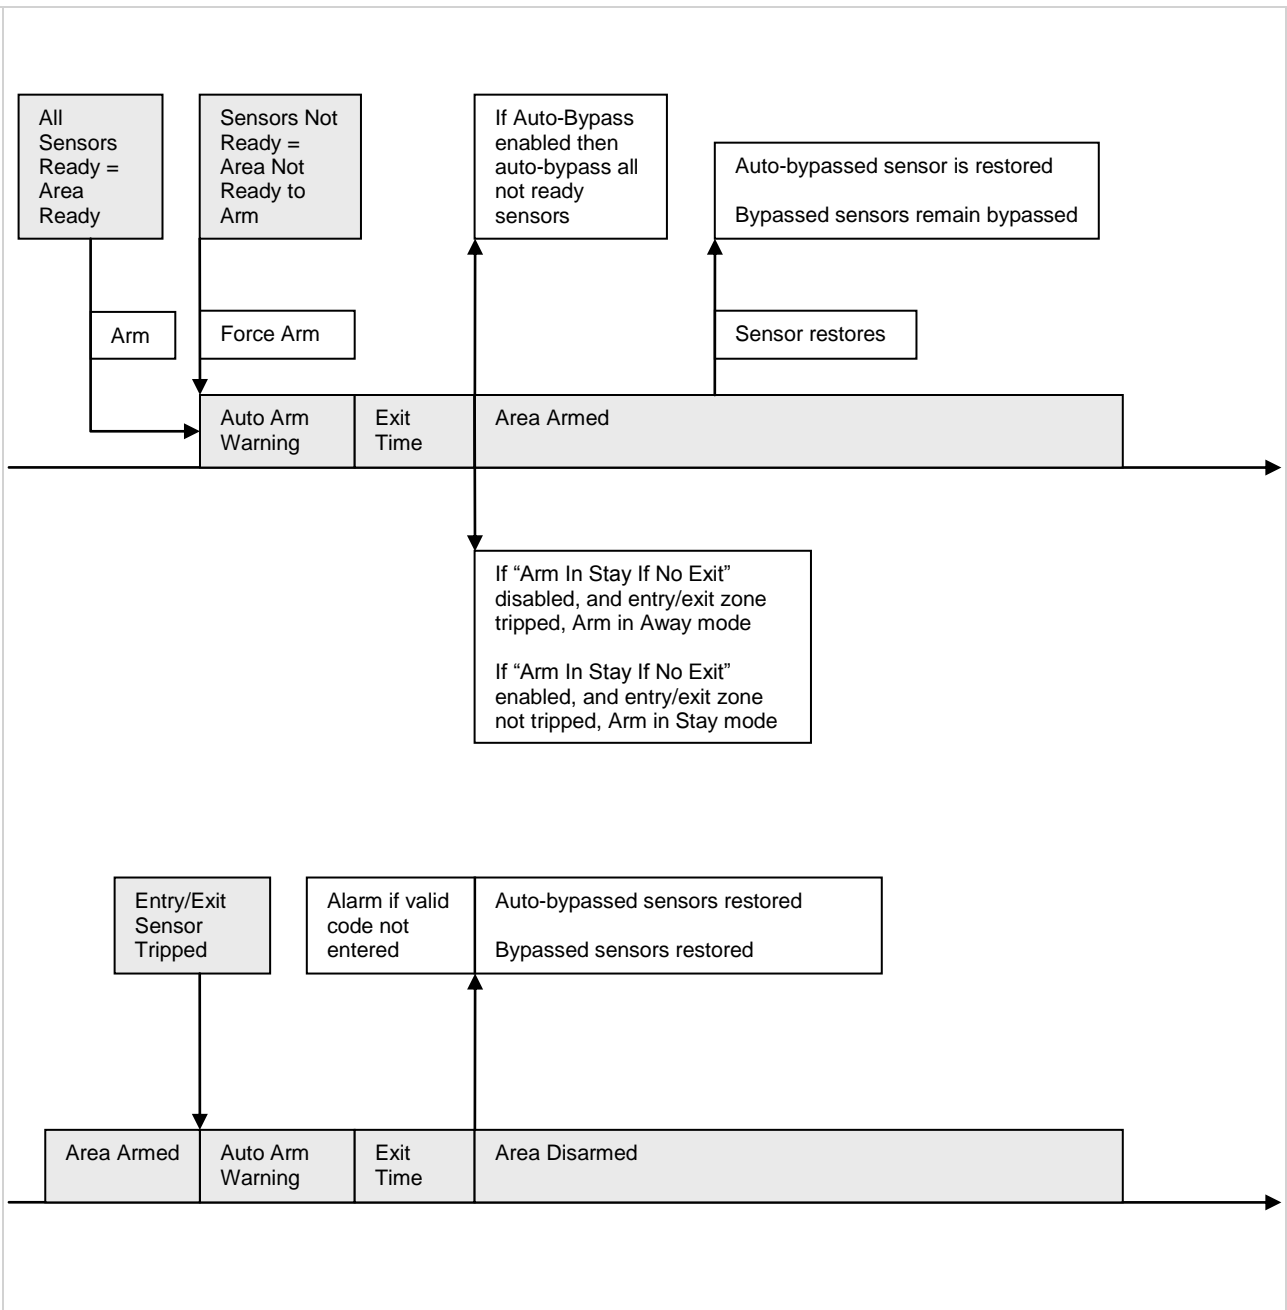 All
Sensors
Ready =
Area
Ready
Sensors Not
Ready =
Area Not
Ready to
Arm
If Auto-Bypass
enabled then
auto-bypass all
not ready
sensors
Auto-bypassed sensor is restored
Bypassed sensors remain bypassed
Arm
Force Arm
Sensor restores
Auto Arm
Warning
Exit
Time
Area Armed
If “Arm In Stay If No Exit”
disabled, and entry/exit zone
tripped, Arm in Away mode
If “Arm In Stay If No Exit”
enabled, and entry/exit zone
not tripped, Arm in Stay mode
Entry/Exit
Sensor
Tripped
Alarm if valid
code not
entered
Auto-bypassed sensors restored
Bypassed sensors restored
Area Armed
Auto Arm
Warning
Exit
Time
Area Disarmed